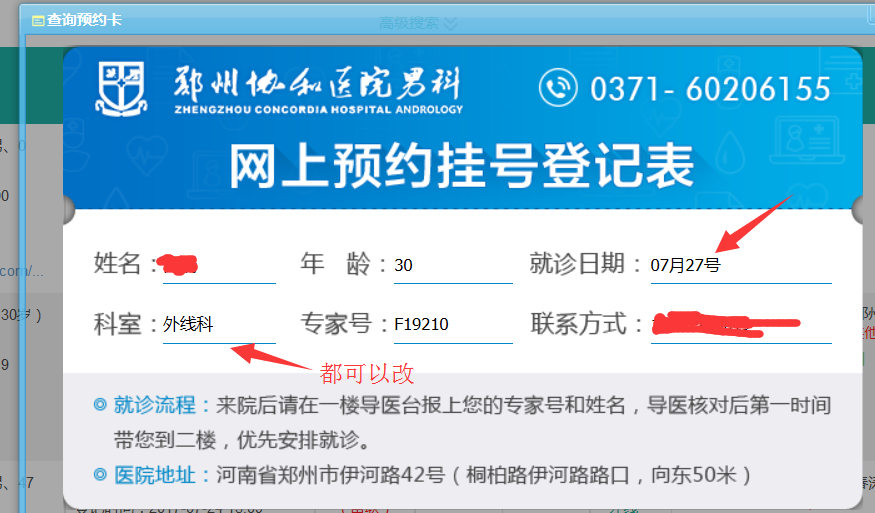 查询预约卡
高级搜索
郑州协和医院男科
ZHENGZHOU CONCORDIA HOSPITAL ANDROLOGY
0371- 60206155
网上预约挂号登记表
姓名： 年 龄：30 就诊日期：07月27号
科室：外线科 专家号：F19210 联系方式：
都可以改
就诊流程：来院后请在一楼导医台报上您的专家号和姓名，导医核对后第一时间
带您到二楼，优先安排就诊。
医院地址：河南省郑州市伊河路42号（桐柏路伊河路路口，向东50米）
com/...
30岁）